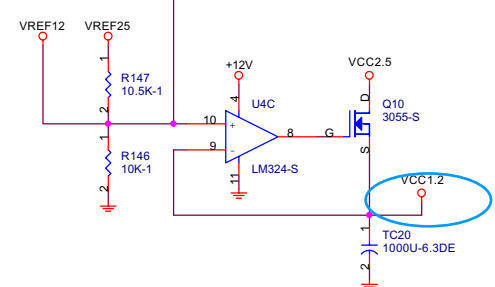 VREF12 VREF25
1
R147
10.5K-1
2
+12V
VCC2.5
4
U4C
D
Q10
3055-S
10 +
8 G
9 -
S
1
R146
10K-1
2
11
LM324-S
VCC1.2
1
TC20
1000U-6.3DE
2